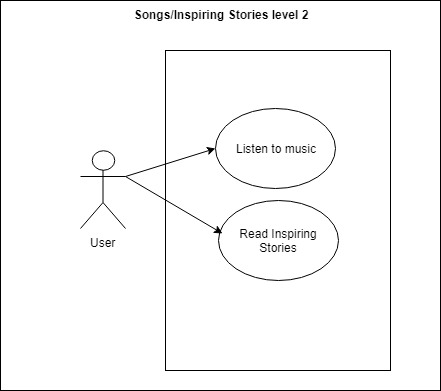 Songs/Inspiring Stories level 2
Listen to music
User
Read Inspiring
Stories